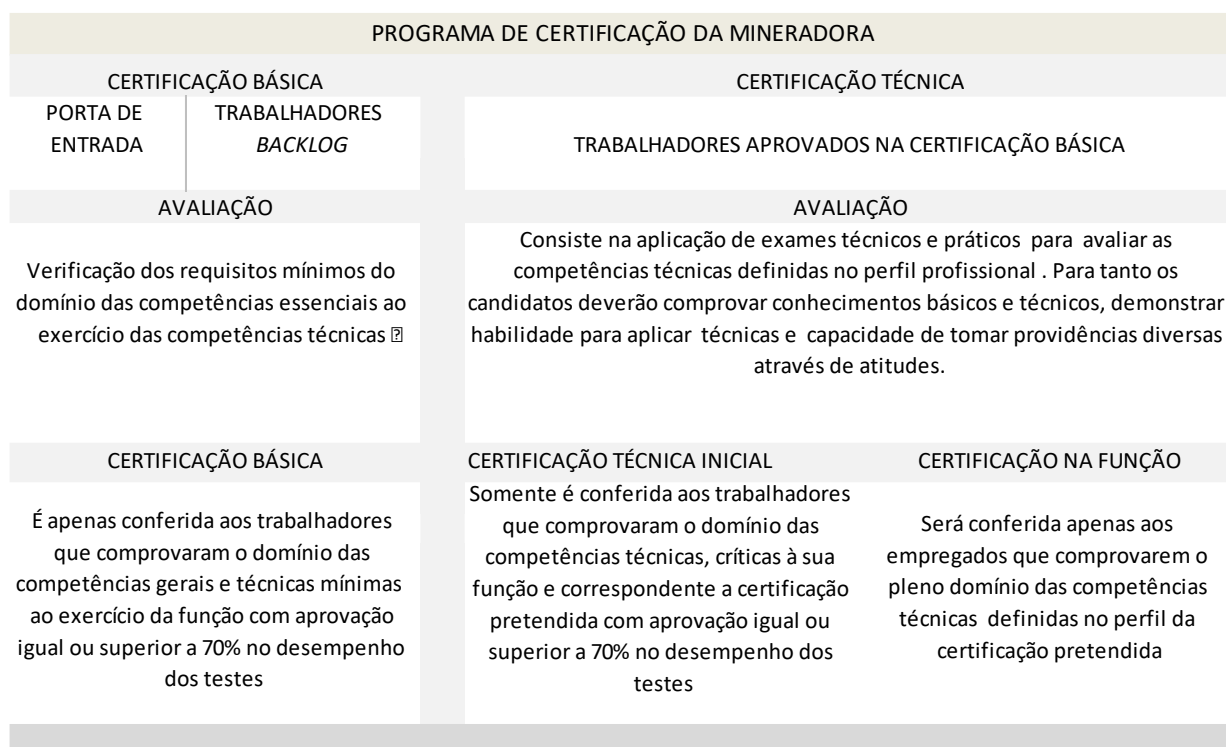 PROGRAMA DE CERTIFICAÇÃO DA MINERADORA
CERTIFICAÇÃO BÁSICA
CERTIFICAÇÃO TÉCNICA
PORTA DE
ENTRADA
TRABALHADORES
BACKLOG
TRABALHADORES APROVADOS NA CERTIFICAÇÃO BÁSICA
AVALIAÇÃO
Verificação dos requisitos mínimos do
domínio das competências essenciais ao
exercício das competências técnicas
AVALIAÇÃO
Consiste na aplicação de exames técnicos e práticos para avaliar as
competências técnicas definidas no perfil profissional . Para tanto os
candidatos deverão comprovar conhecimentos básicos e técnicos, demonstrar
habilidade para aplicar técnicas e capacidade de tomar providências diversas
através de atitudes.
CERTIFICAÇÃO BÁSICA
É apenas conferida aos trabalhadores
que comprovaram o domínio das
competências gerais e técnicas mínimas
ao exercício da função com aprovação
igual ou superior a 70% no desempenho
dos testes
CERTIFICAÇÃO TÉCNICA INICIAL
Somente é conferida aos trabalhadores
que comprovaram o domínio das
competências técnicas, críticas à sua
função e correspondente a certificação
pretendida com aprovação igual ou
superior a 70% no desempenho dos
testes
CERTIFICAÇÃO NA FUNÇÃO
Será conferida apenas aos
empregados que comprovarem o
pleno domínio das competências
técnicas definidas no perfil da
certificação pretendida